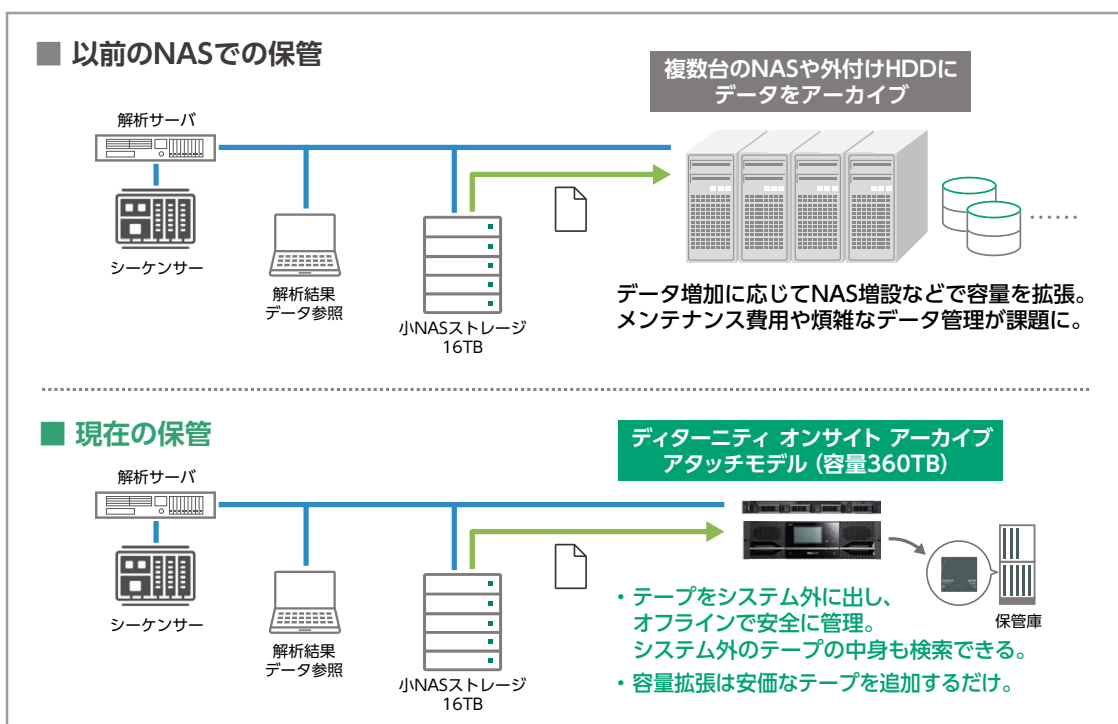 ■ 以前のNASでの保管
複数台のNASや外付けHDDに
データをアーカイブ
解析サーバ
シーケンサー
解析結果
データ参照
小NASストレージ
16TB
……
データ増加に応じてNAS増設などで容量を拡張。
メンテナンス費用や煩雑なデータ管理が課題に。
■ 現在の保管
ディターニティ オンサイト アーカイブ
アタッチモデル (容量360TB)
解析サーバ
シーケンサー
解析結果
データ参照
小NASストレージ
16TB
保管庫
・テープをシステム外に出し、
オフラインで安全に管理。
システム外のテープの中身も検索できる。
・容量拡張は安価なテープを追加するだけ。